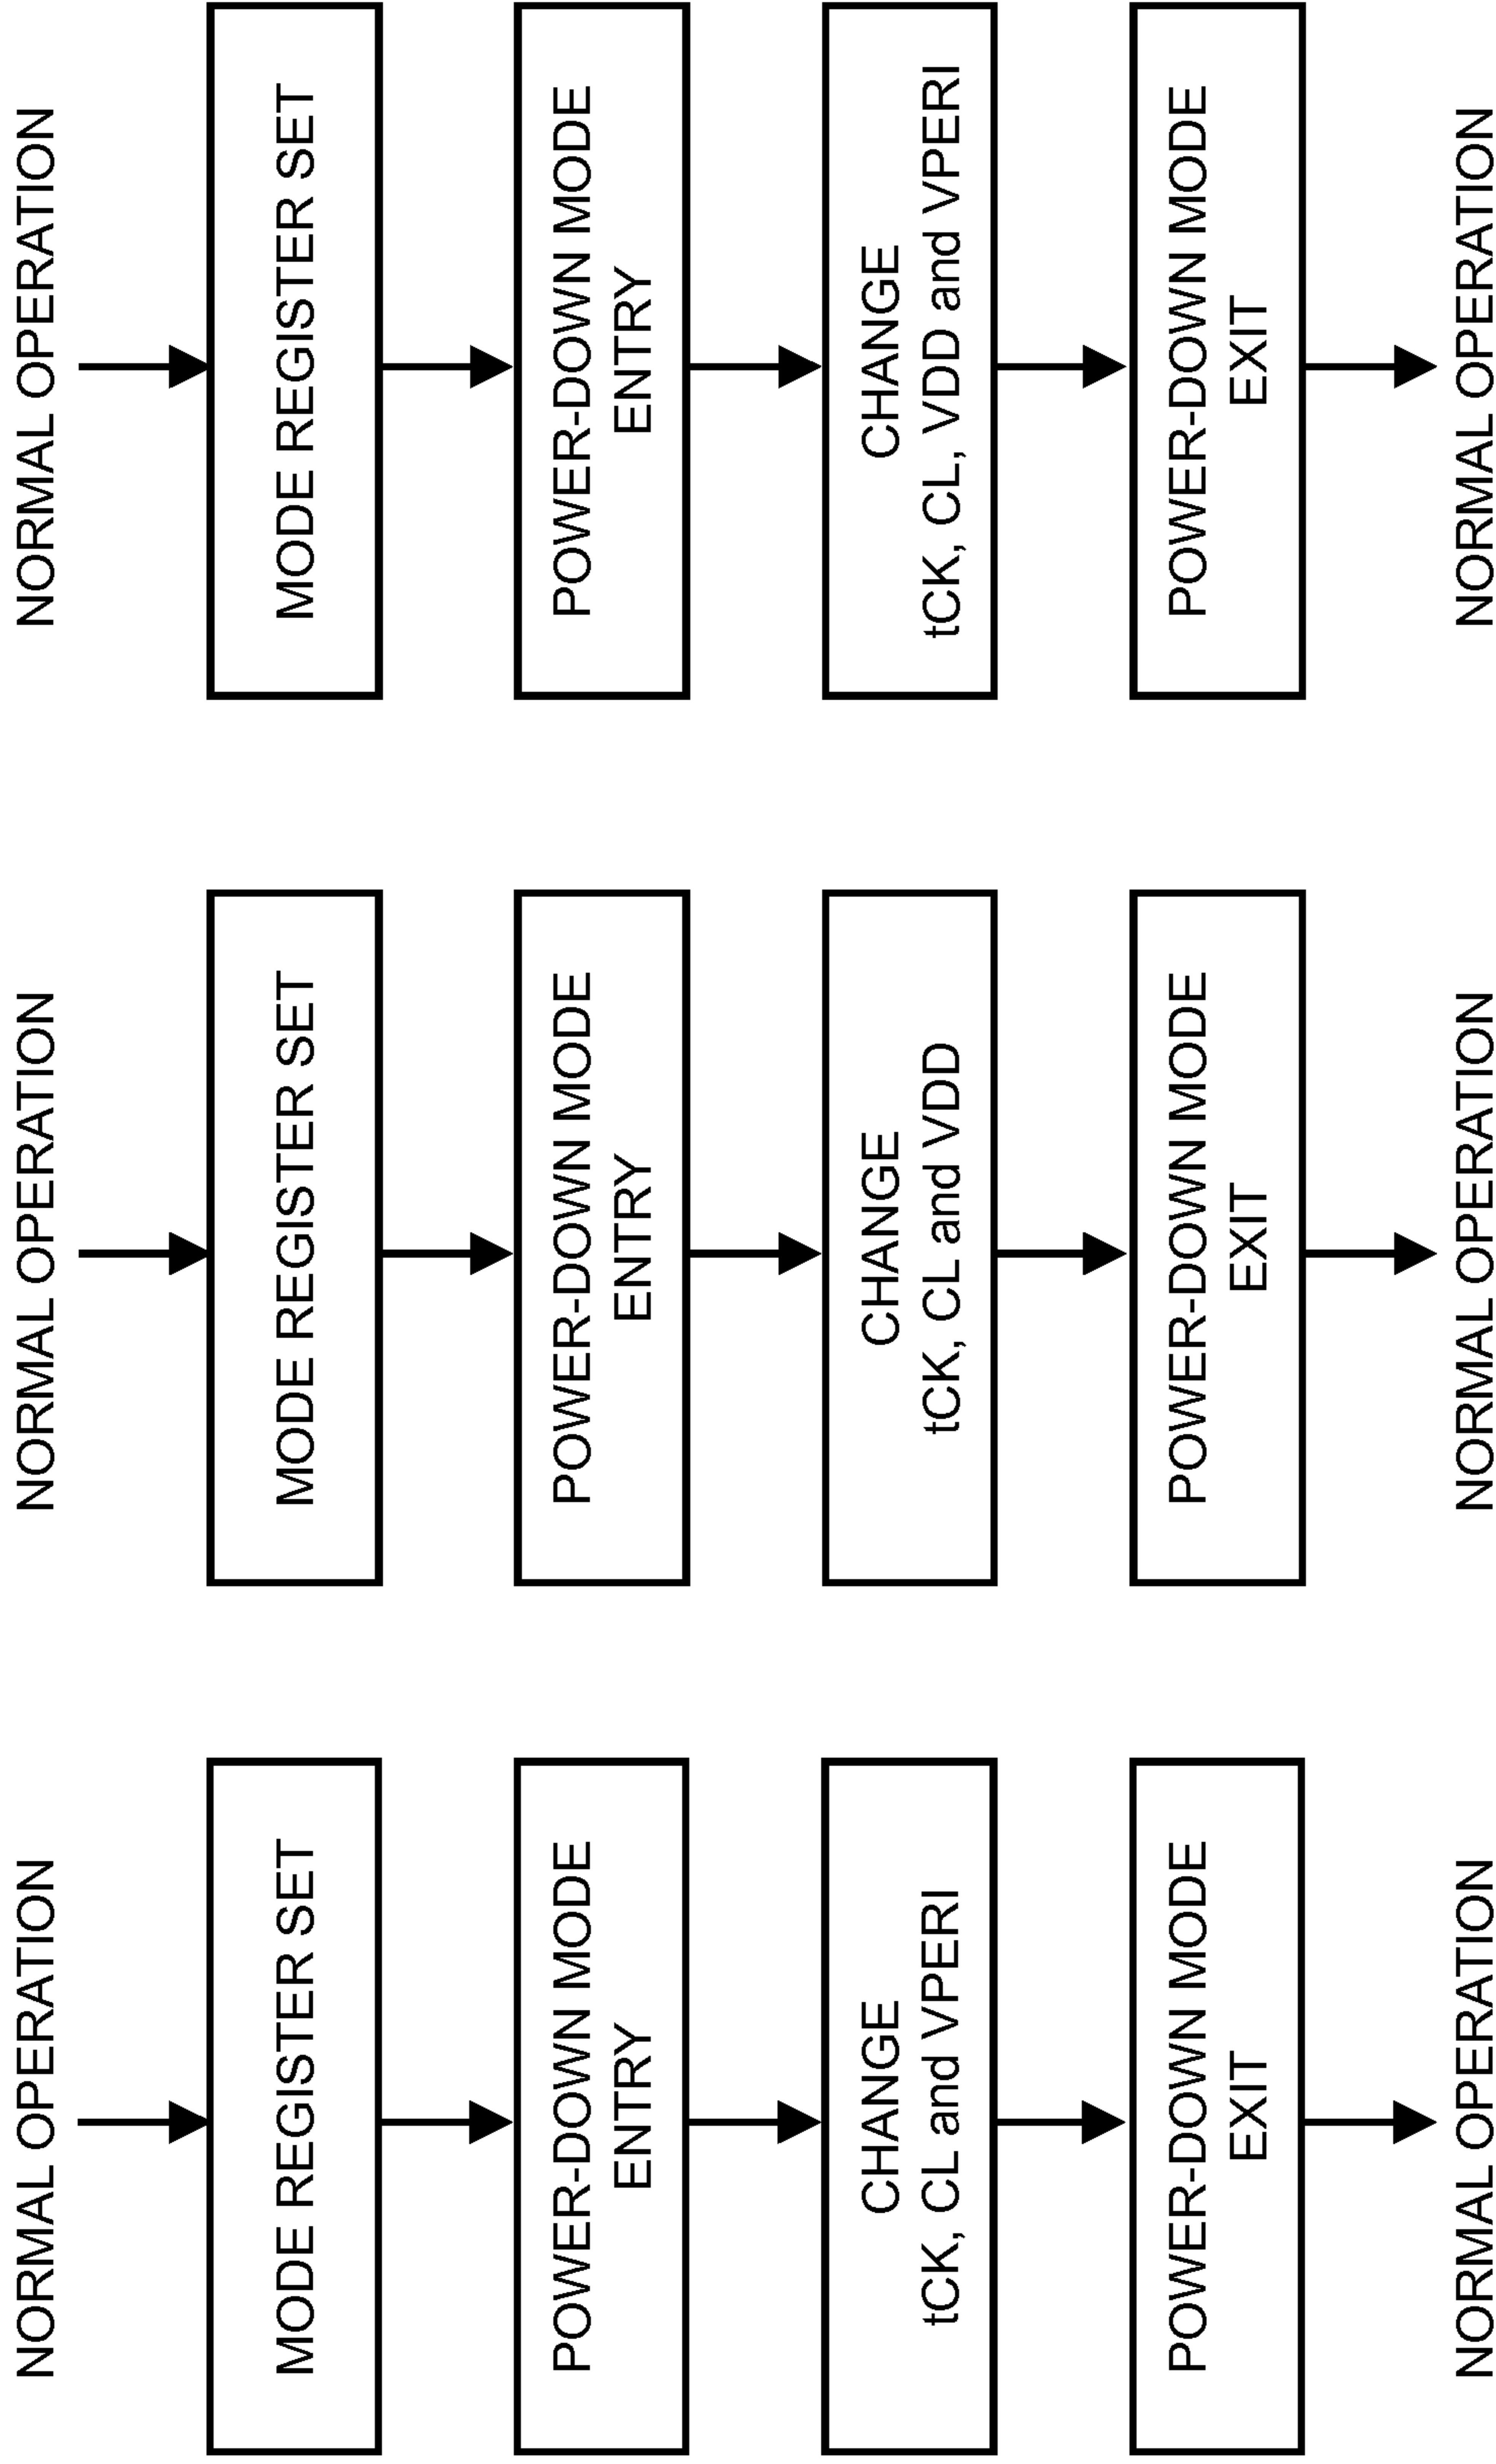 NORMAL OPERATION
MODE REGISTER SET
POWER-DOWN MODE
ENTRY
CHANGE
tCK, CL and VPERI
POWER-DOWN MODE
EXIT
NORMAL OPERATION
NORMAL OPERATION
MODE REGISTER SET
POWER-DOWN MODE
ENTRY
CHANGE
tCK, CL and VDD
POWER-DOWN MODE
EXIT
NORMAL OPERATION
NORMAL OPERATION
MODE REGISTER SET
POWER-DOWN MODE
ENTRY
CHANGE
tCK, CL, VDD and VPERI
POWER-DOWN MODE
EXIT
NORMAL OPERATION